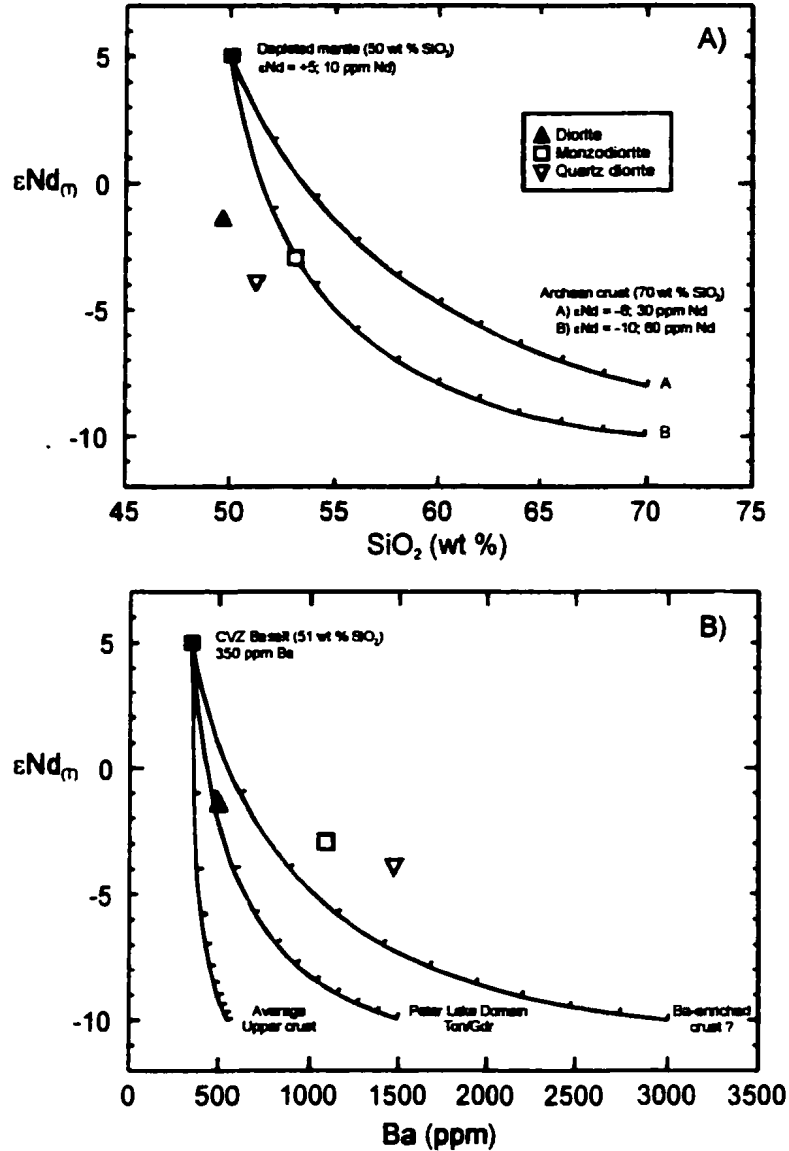 A)
Depleted mantle (50 wt % SiO₂)
εNd = +5; 10 ppm Nd)
Diorite
Monzodiorite
Quartz diorite
Archean crust (70 wt % SiO₂)
A) εNd = -8; 30 ppm Nd
B) εNd = -10; 60 ppm Nd
A
B
εNd(T)
5
0
-5
-10
45 50 55 60 65 70 75
SiO₂ (wt %)
B)
CVZ Basalt (51 wt % SiO₂)
350 ppm Ba
εNd(T)
5
0
-5
-10
Average
Upper crust
Peter Lake Domain
Ton/Gdr
Ba-enriched
crust ?
0 500 1000 1500 2000 2500 3000 3500
Ba (ppm)